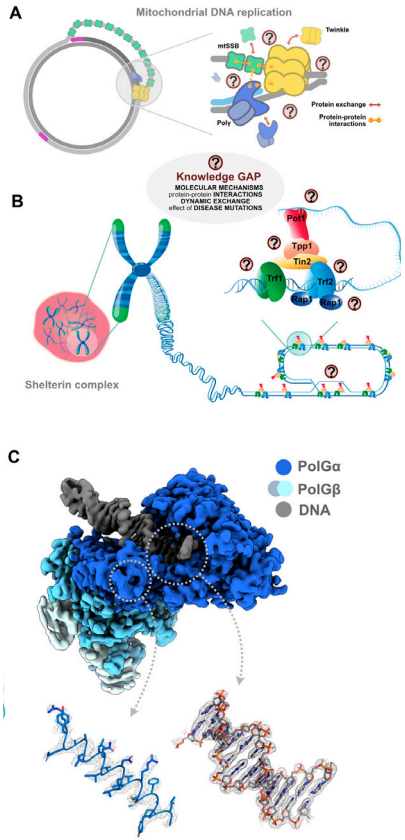 A
Mitochondrial DNA replication
mtSSB
Twinkle
?
?
?
?
?
Polγ
Protein exchange
Protein-protein
interactions
?
Knowledge GAP
MOLECULAR MECHANISMS
protein-protein INTERACTIONS
DYNAMIC EXCHANGE
effect of DISEASE MUTATIONS
B
?
Pot1
?
Tpp1
?
Tin2
?
Trf1
Trf2
?
?
Rap1
Rap1
?
Shelterin complex
C
PolGα
PolGβ
DNA